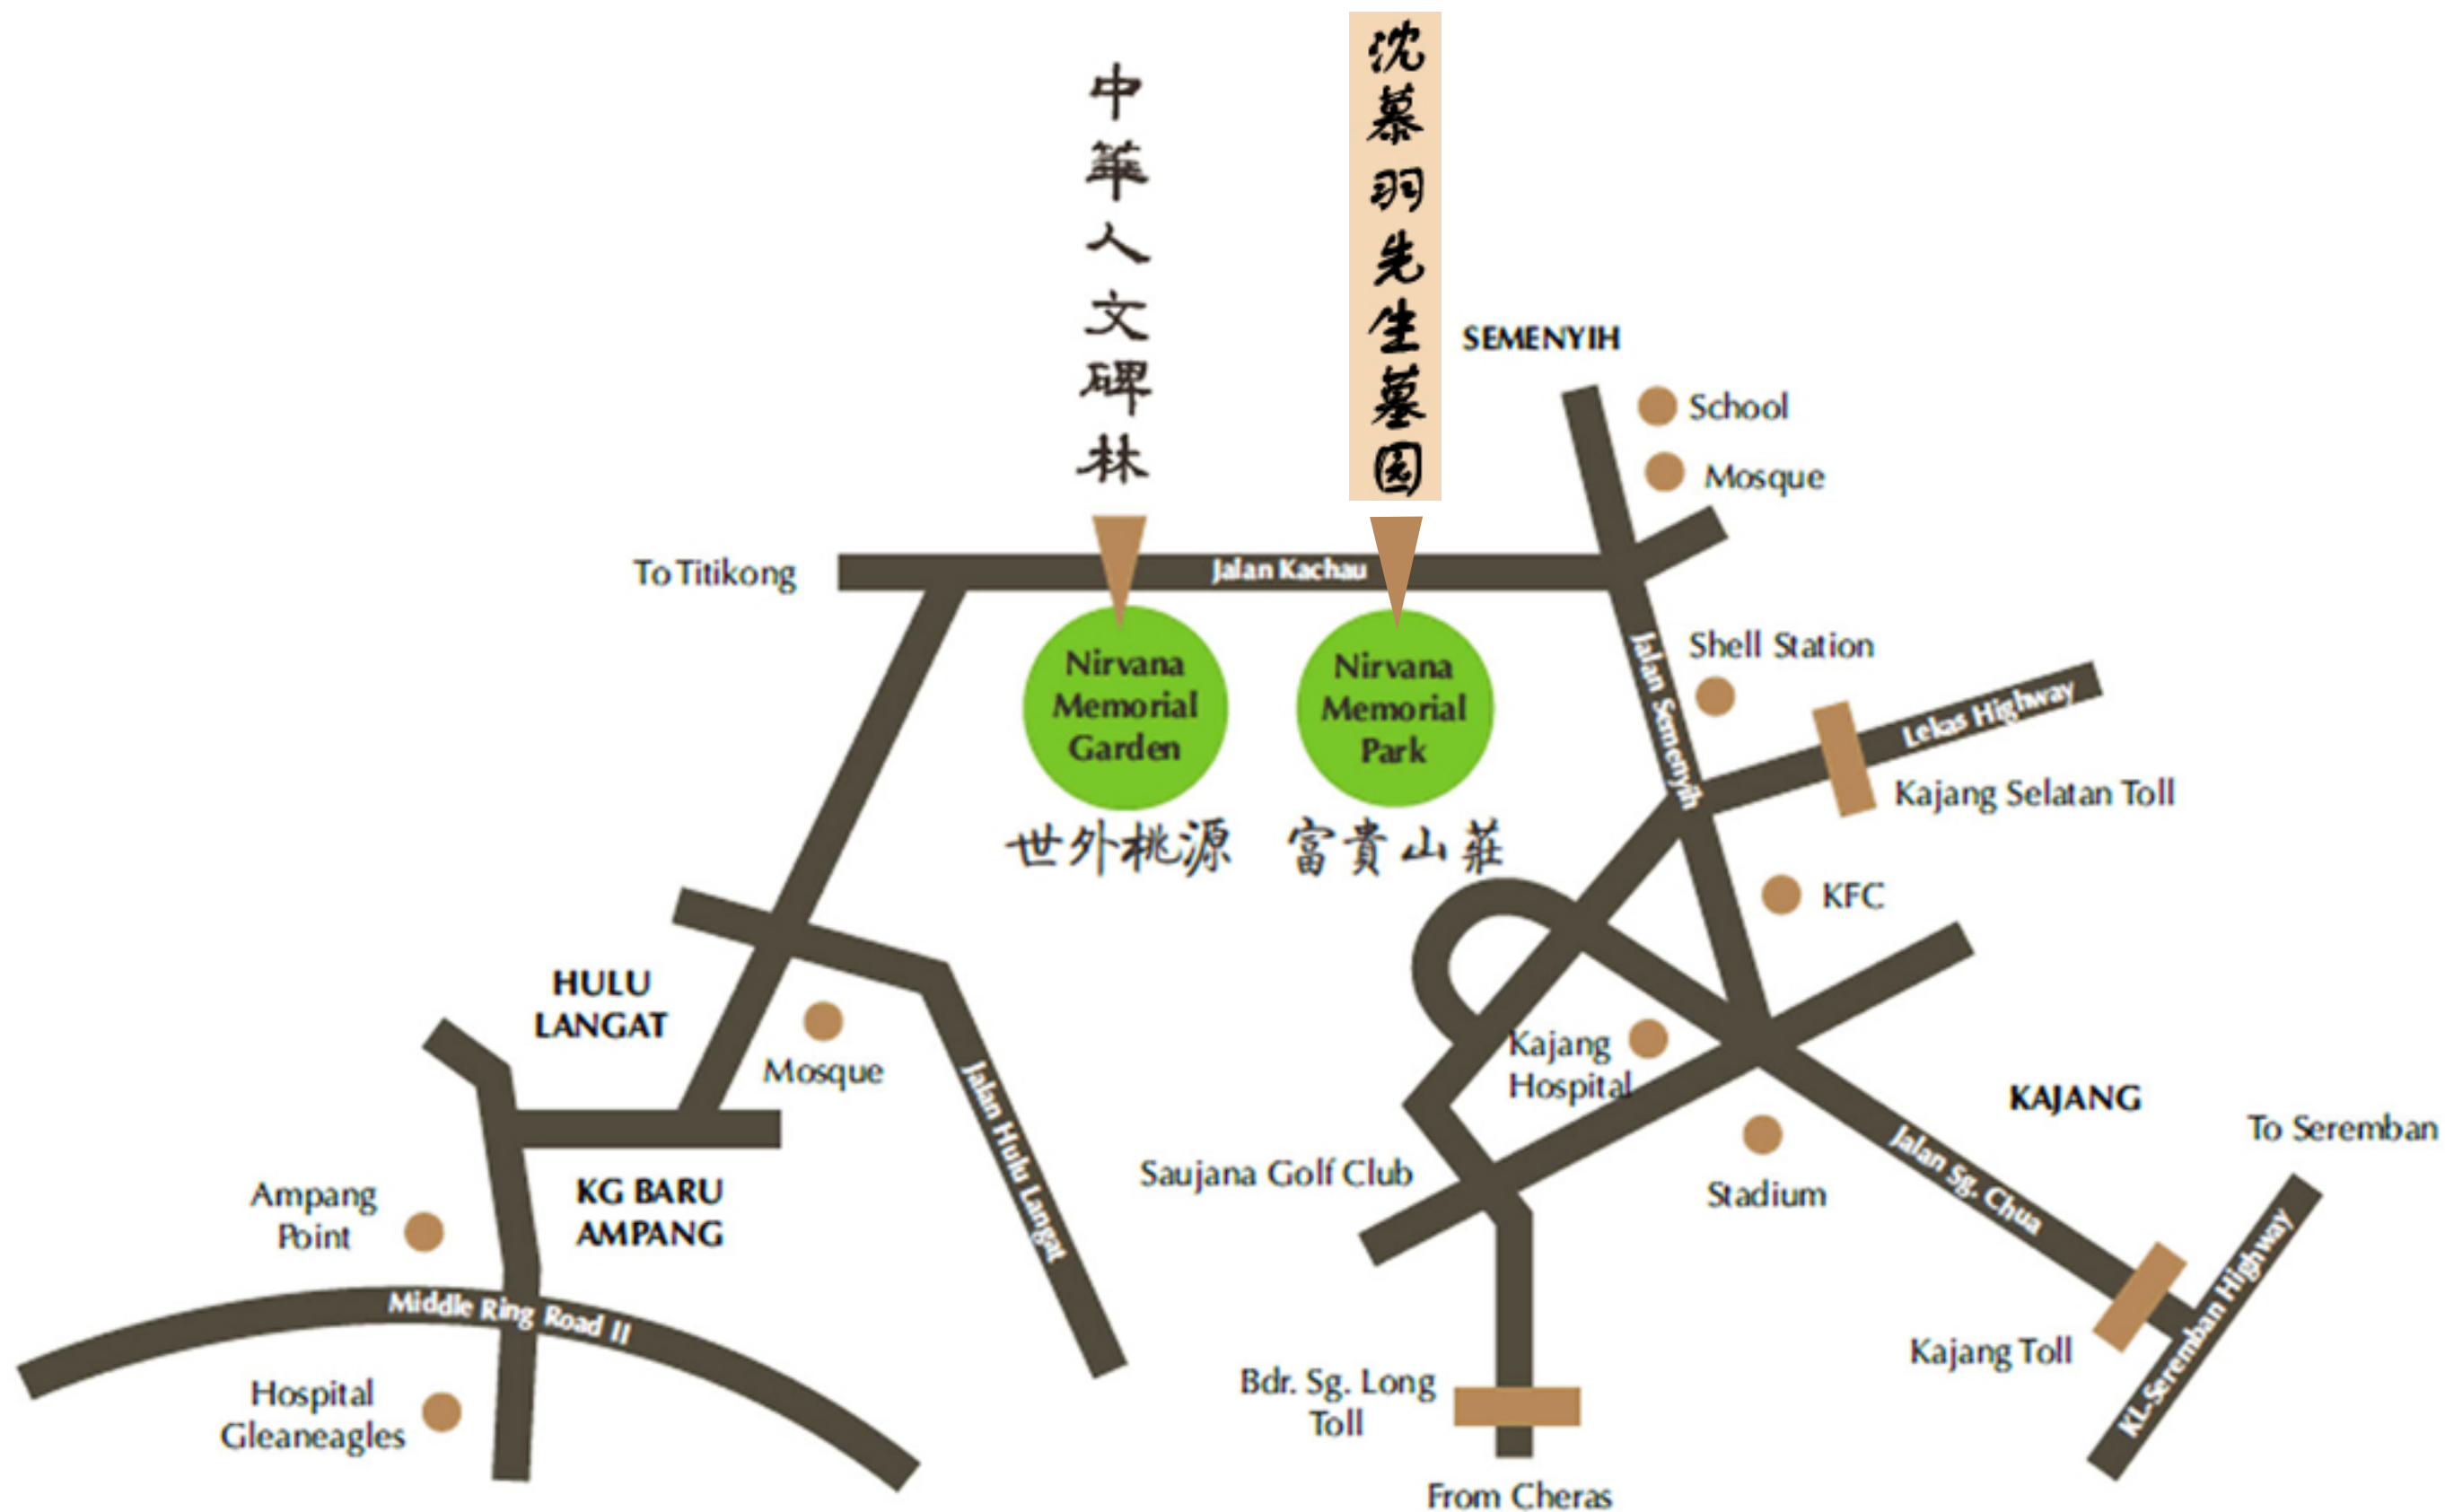 中華人文碑林
沈慕羽先生墓园
SEMENYIH
School
Mosque
To Titikong
Jalan Kachau
Nirvana
Memorial
Garden
世外桃源
Nirvana
Memorial
Park
富貴山莊
Jalan Semenyih
Shell Station
Lekas Highway
Kajang Selatan Toll
KFC
HULU
LANGAT
Mosque
Jalan Hulu Langat
Kajang
Hospital
KAJANG
To Seremban
Stadium
Jalan Sg. Chua
Saujana Golf Club
KG BARU
AMPANG
Ampang
Point
Middle Ring Road II
Hospital
Gleaneagles
Bdr. Sg. Long
Toll
From Cheras
Kajang Toll
KL-Seremban Highway